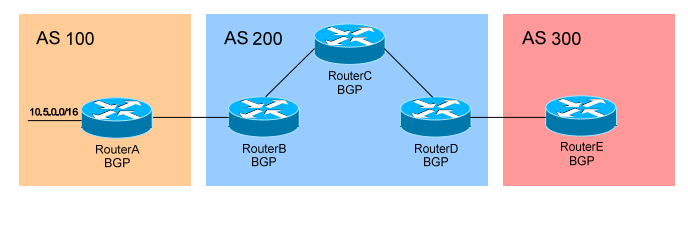 AS 100
AS 200
AS 300
RouterC
BGP
10.5.0.0/16
RouterA
BGP
RouterB
BGP
RouterD
BGP
RouterE
BGP